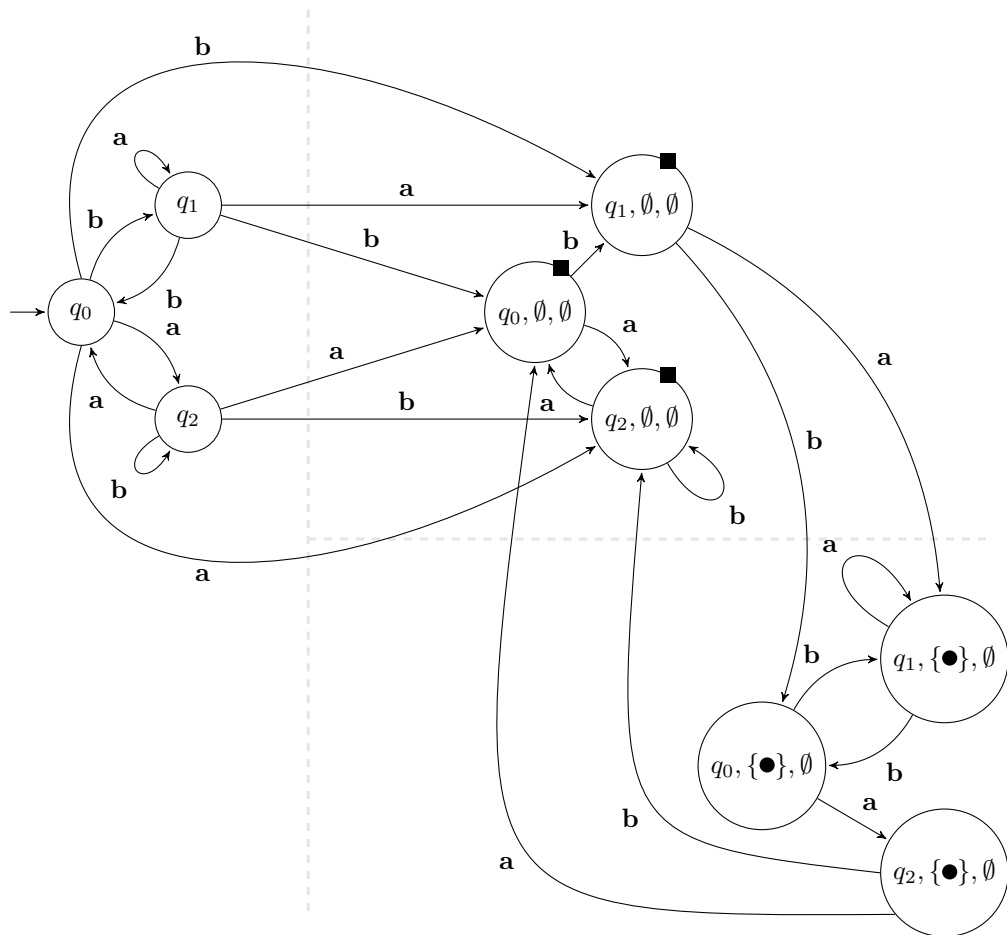 b
a
q₁
a
q₁, ∅, ∅
b
b
b
q₀
b
a
q₀, ∅, ∅
a
a
a
q₂
b
a
q₂, ∅, ∅
a
b
b
b
a
a
b
a
q₁, {●}, ∅
b
q₀, {●}, ∅
b
a
b
a
q₂, {●}, ∅